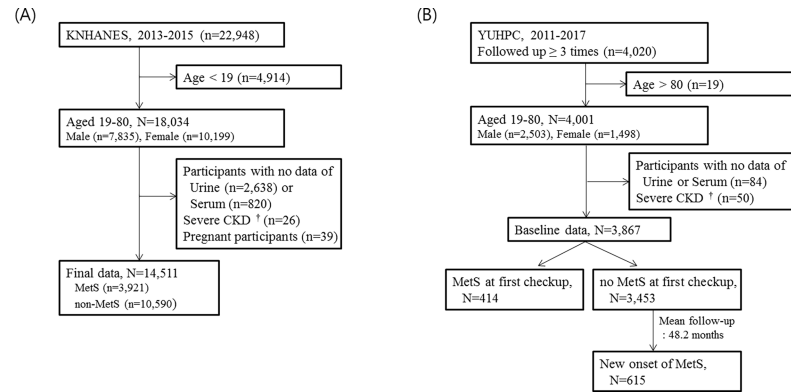 (A)
KNHANES, 2013-2015 (n=22,948)
Age < 19 (n=4,914)
Aged 19-80, N=18,034
Male (n=7,835), Female (n=10,199)
Participants with no data of
Urine (n=2,638) or
Serum (n=820)
Severe CKD † (n=26)
Pregnant participants (n=39)
Final data, N=14,511
MetS (n=3,921)
non-MetS (n=10,590)
(B)
YUHPC, 2011-2017
Followed up ≥ 3 times (n=4,020)
Age > 80 (n=19)
Aged 19-80, N=4,001
Male (n=2,503), Female (n=1,498)
Participants with no data of
Urine or Serum (n=84)
Severe CKD † (n=50)
Baseline data, N=3,867
MetS at first checkup,
N=414
no MetS at first checkup,
N=3,453
Mean follow-up
: 48.2 months
New onset of MetS,
N=615